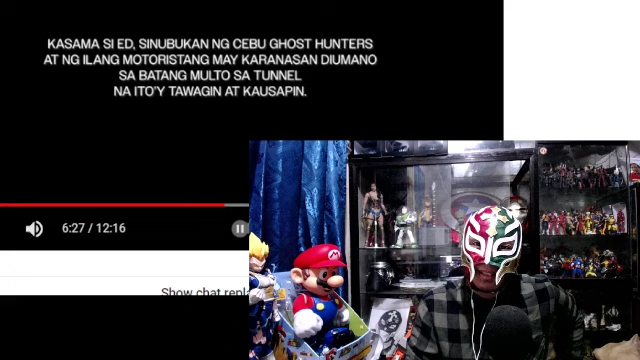 KASAMA SI ED, SINUBUKAN NG CEBU GHOST HUNTERS
AT NG ILANG MOTORISTANG MAY KARANASAN DIUMANO
SA BATANG MULTO SA TUNNEL
NA ITO'Y TAWAGIN AT KAUSAPIN.
6:27 / 12:16
Show chat repla